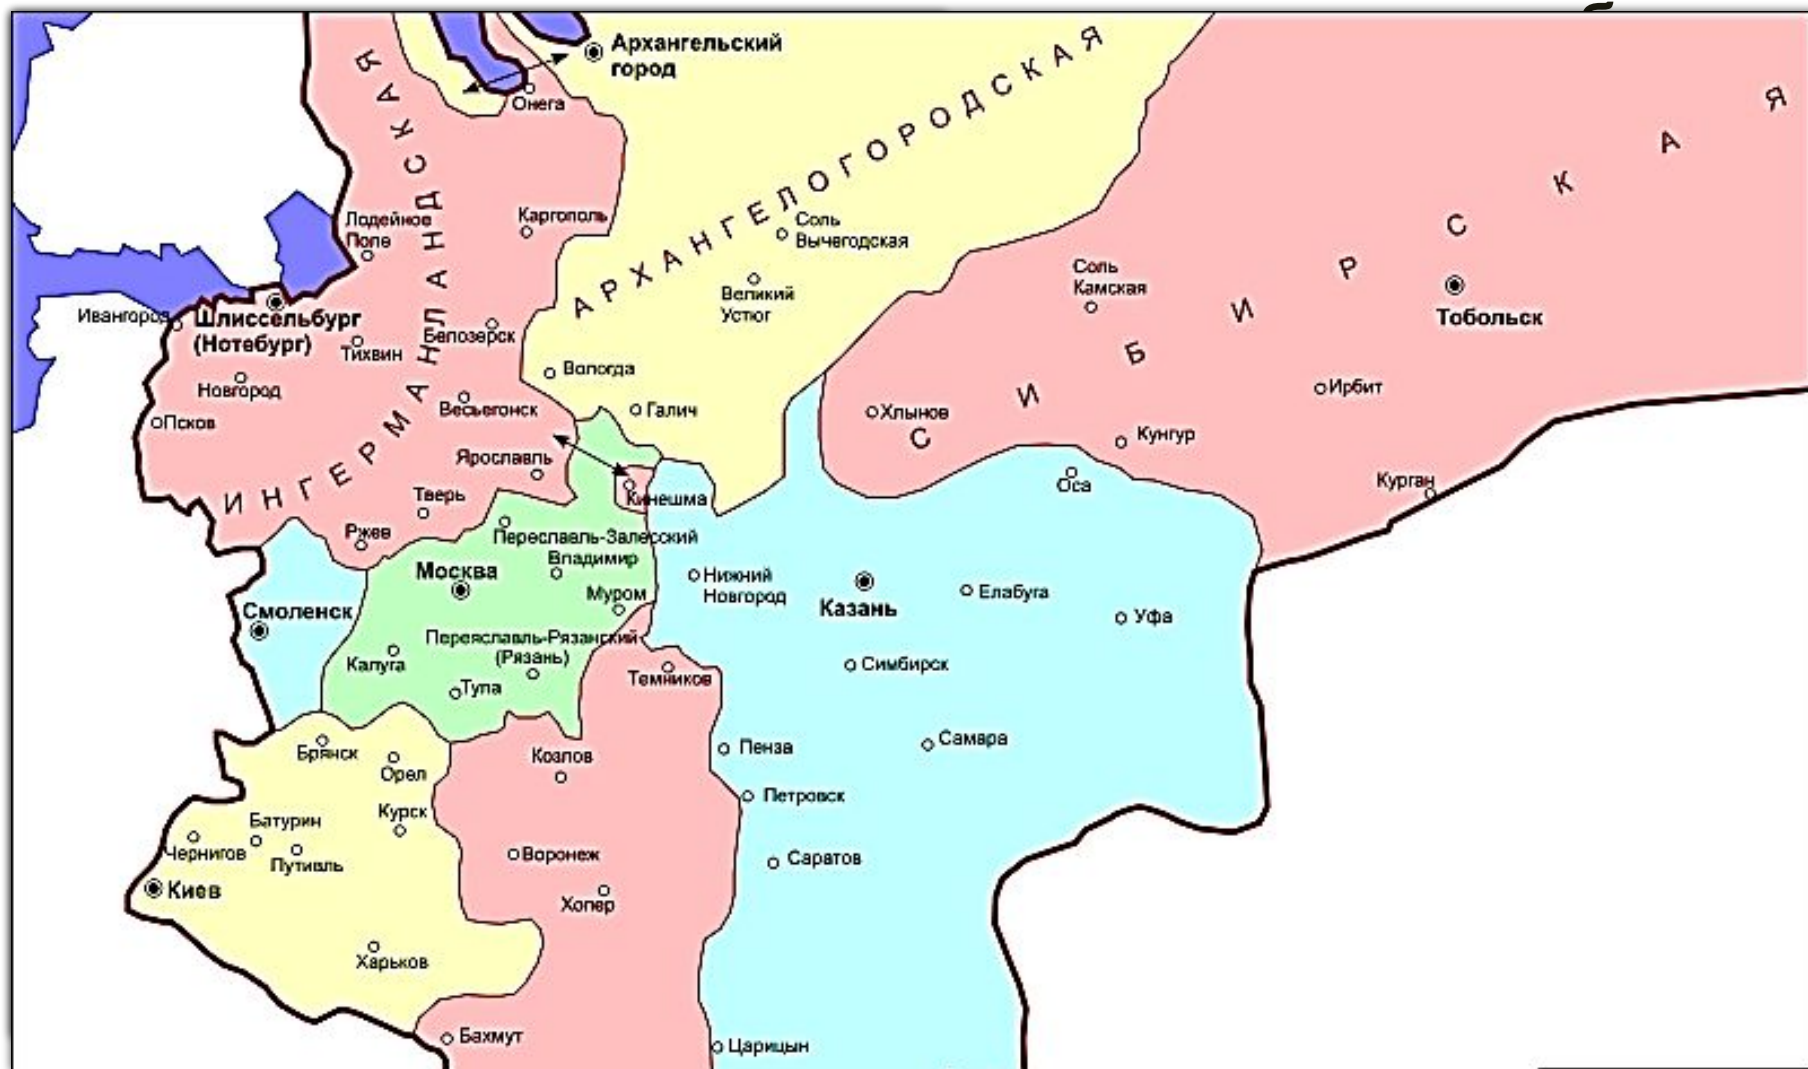 Архангельский
город
Онега
АРХАНГЕЛОГОРОДСКАЯ
ИНГЕРМАНЛАНДСКАЯ
СИБИРСКАЯ
Лодейное
Поле
Каргополь
Соль
Вычегодская
Великий
Устюг
Соль
Камская
Тобольск
Ивангород
Шлиссельбург
(Нотебург)
Тихвин
Белозерск
Вологда
Новгород
Весьегонск
Галич
Псков
Хлынов
Ирбит
Кунгур
Ярославль
Кинешма
Оса
Курган
Тверь
Ржев
Переславль-Залесский
Владимир
Москва
Муром
Нижний
Новгород
Казань
Елабуга
Уфа
Смоленск
Переяславль-Рязанский
(Рязань)
Калуга
Тула
Темников
Симбирск
Брянск
Орел
Козлов
Пенза
Самара
Курск
Петровск
Батурин
Чернигов
Путивль
Воронеж
Саратов
Киев
Хопер
Харьков
Бахмут
Царицын